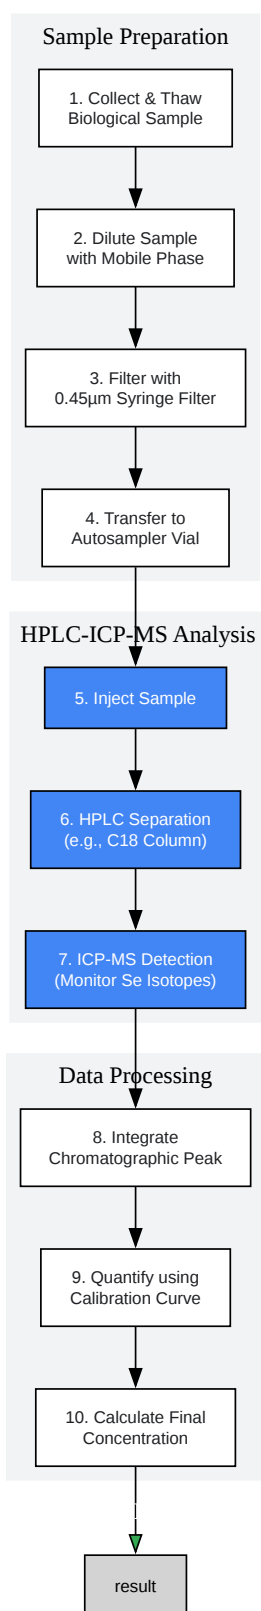 Sample Preparation
1. Collect & Thaw
Biological Sample
2. Dilute Sample
with Mobile Phase
3. Filter with
0.45µm Syringe Filter
4. Transfer to
Autosampler Vial
HPLC-ICP-MS Analysis
5. Inject Sample
6. HPLC Separation
(e.g., C18 Column)
7. ICP-MS Detection
(Monitor Se Isotopes)
Data Processing
8. Integrate
Chromatographic Peak
9. Quantify using
Calibration Curve
10. Calculate Final
Concentration
result